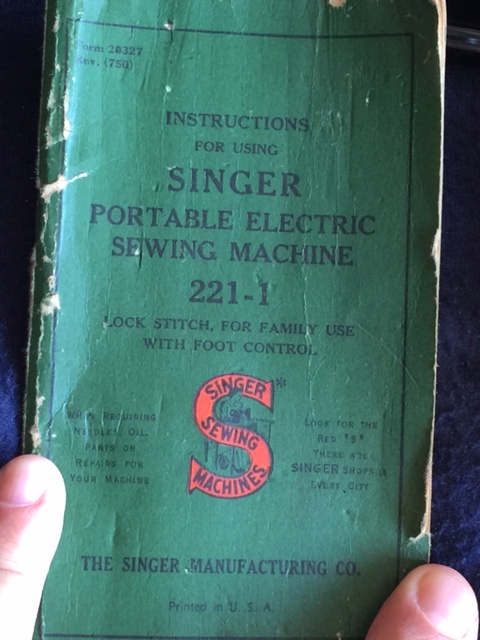 Form 20327
Rev. (750)
INSTRUCTIONS
FOR USING
SINGER
PORTABLE ELECTRIC
SEWING MACHINE
221-1
LOCK STITCH, FOR FAMILY USE
WITH FOOT CONTROL
SINGER*
SEWING
MACHINES
WHEN REQUIRING
NEEDLES, OIL,
PARTS OR
REPAIRS FOR
YOUR MACHINE
LOOK FOR THE
RED "S"
THERE ARE
SINGER SHOPS IN
EVERY CITY
THE SINGER MANUFACTURING CO.
Printed in U. S. A.